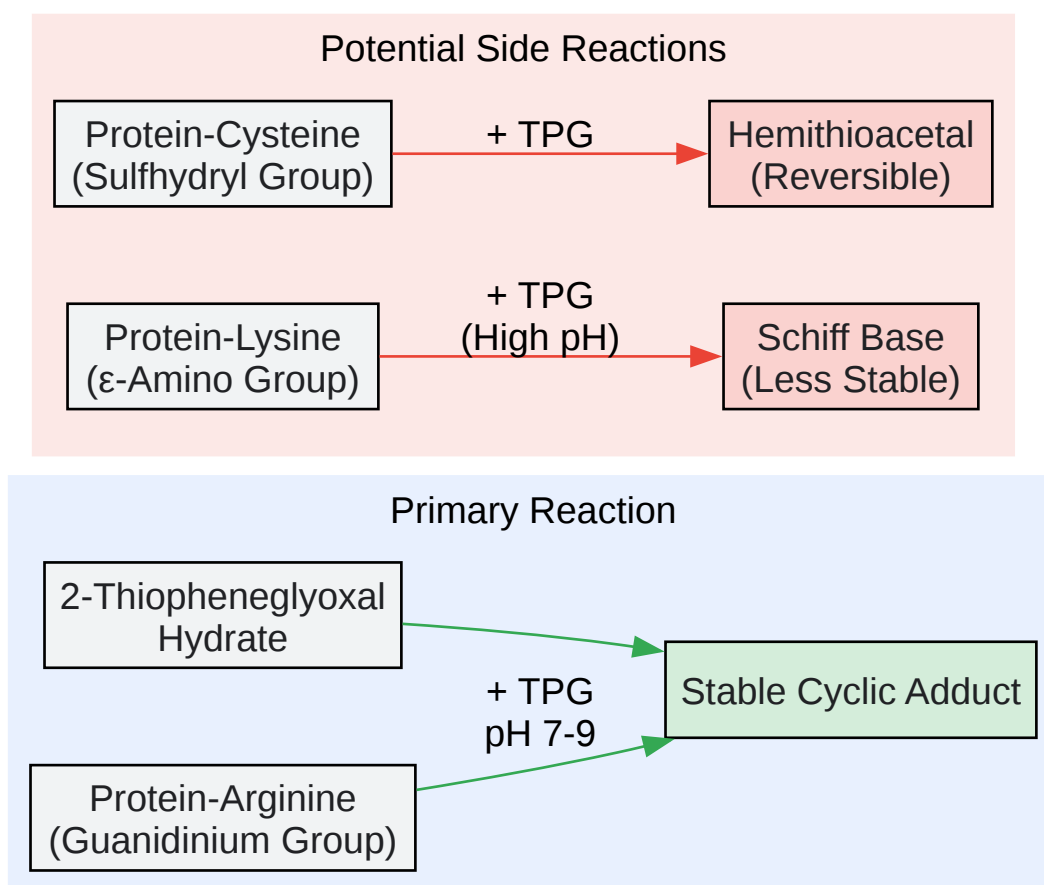 Potential Side Reactions
Protein-Cysteine
(Sulfhydryl Group)
+ TPG
Hemithioacetal
(Reversible)
Protein-Lysine
(ε-Amino Group)
+ TPG
(High pH)
Schiff Base
(Less Stable)
Primary Reaction
2-Thiopheneglyoxal
Hydrate
+ TPG
pH 7-9
Stable Cyclic Adduct
Protein-Arginine
(Guanidinium Group)